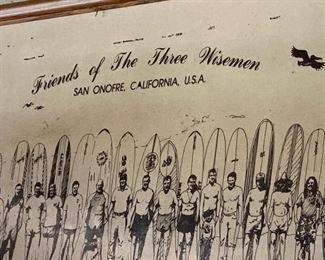 Friends of The Three Wisemen
SAN ONOFRE, CALIFORNIA, U.S.A.